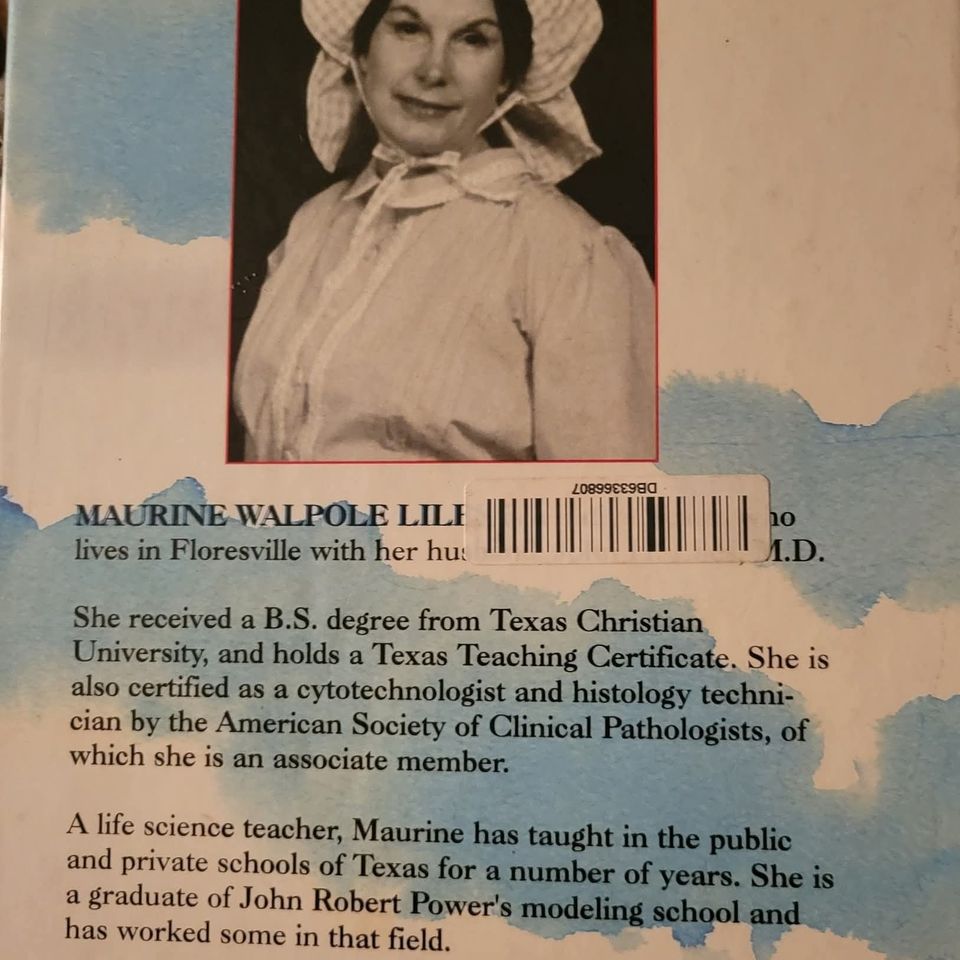 DB63366807
MAURINE WALPOLE
lives in Floresville with her M.D.
She received a B.S. degree from Texas Christian
University, and holds a Texas Teaching Certificate. She is
also certified as a cytotechnologist and histology techni-
cian by the American Society of Clinical Pathologists, of
which she is an associate member.
A life science teacher, Maurine has taught in the public
and private schools of Texas for a number of years. She is
a graduate of John Robert Power's modeling school and
has worked some in that field.